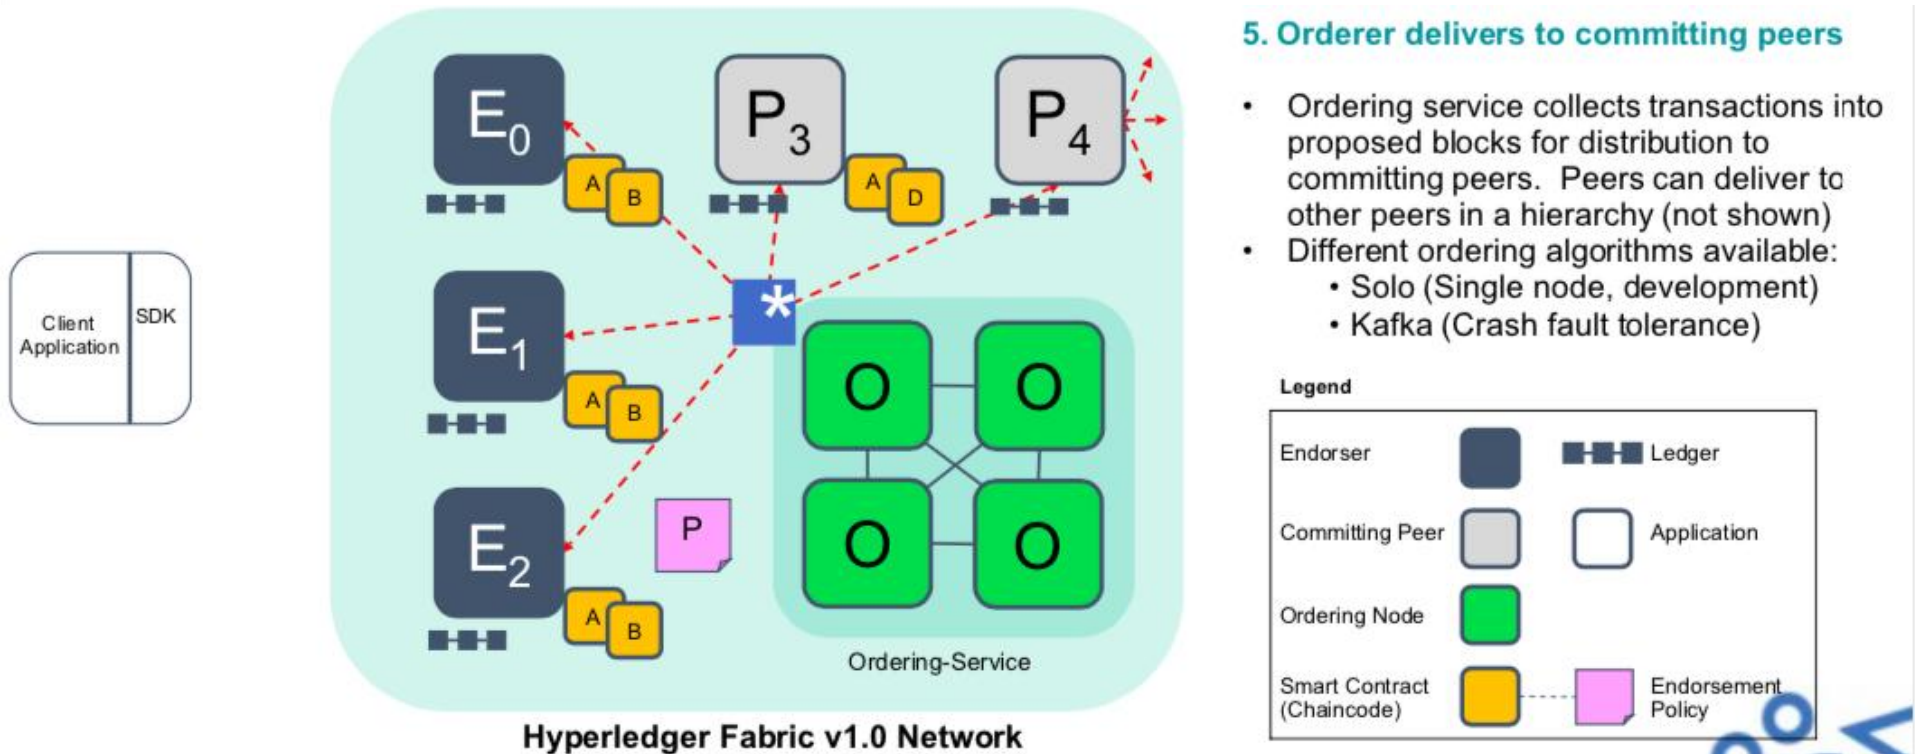 Client
Application
SDK
E0
A
B
P3
A
D
P4
E1
A
B
*
E2
A
B
P
O
O
O
O
Ordering-Service
Hyperledger Fabric v1.0 Network
5. Orderer delivers to committing peers
• Ordering service collects transactions into
proposed blocks for distribution to
committing peers. Peers can deliver to
other peers in a hierarchy (not shown)
• Different ordering algorithms available:
• Solo (Single node, development)
• Kafka (Crash fault tolerance)
Legend
Endorser
Ledger
Committing Peer
Application
Ordering Node
Smart Contract
(Chaincode)
Endorsement
Policy